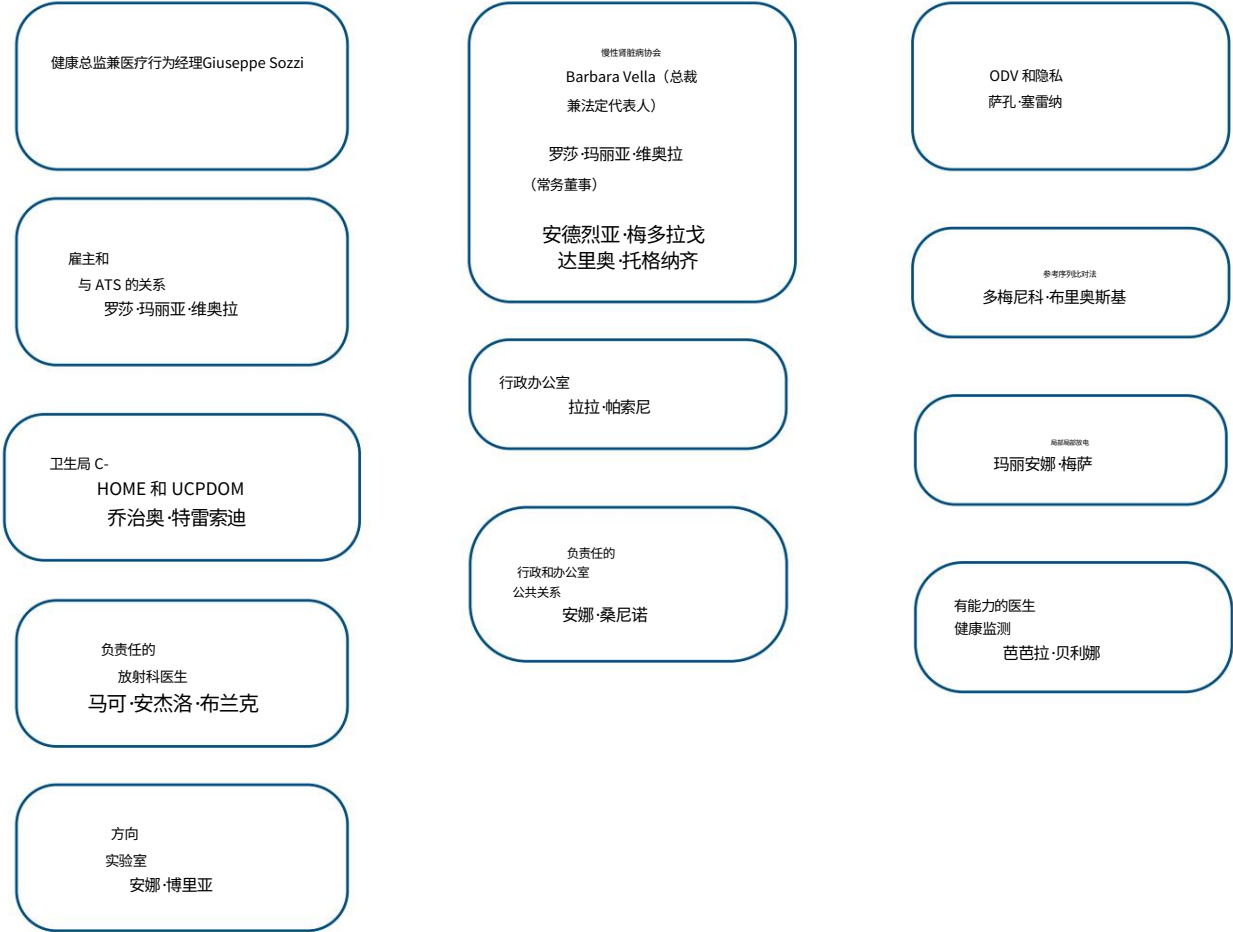 健康总监兼医疗行为经理Giuseppe Sozzi
雇主和
与 ATS 的关系
罗莎·玛丽亚·维奥拉
卫生局 C-
HOME 和 UCPDOM
乔治奥·特雷索迪
负责任的
放射科医生
马可·安杰洛·布兰克
方向
实验室
安娜·博里亚
慢性肾脏病协会
Barbara Vella（总裁
兼法定代表人）
罗莎·玛丽亚·维奥拉
（常务董事）
安德烈亚·梅多拉戈
达里奥·托格纳齐
行政办公室
拉拉·帕索尼
负责任的
行政和办公室
公共关系
安娜·桑尼诺
ODV 和隐私
萨孔·塞雷纳
参考序列比对法
多梅尼科·布里奥斯基
局部局部放电
玛丽安娜·梅萨
有能力的医生
健康监测
芭芭拉·贝利娜